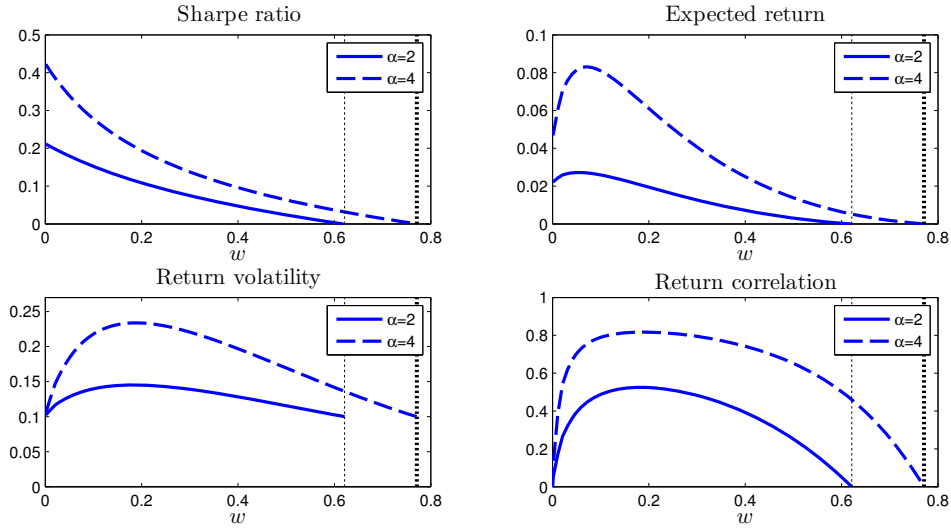 Sharpe ratio
0.5
0.4
0.3
0.2
0.1
0
α=2
α=4
0
0.2
0.4
0.6
0.8
w
Expected return
0.1
0.08
0.06
0.04
0.02
0
α=2
α=4
0
0.2
0.4
0.6
0.8
w
Return volatility
0.25
0.2
0.15
0.1
0.05
0
α=2
α=4
0
0.2
0.4
0.6
0.8
w
Return correlation
1
0.8
0.6
0.4
0.2
0
α=2
α=4
0
0.2
0.4
0.6
0.8
w